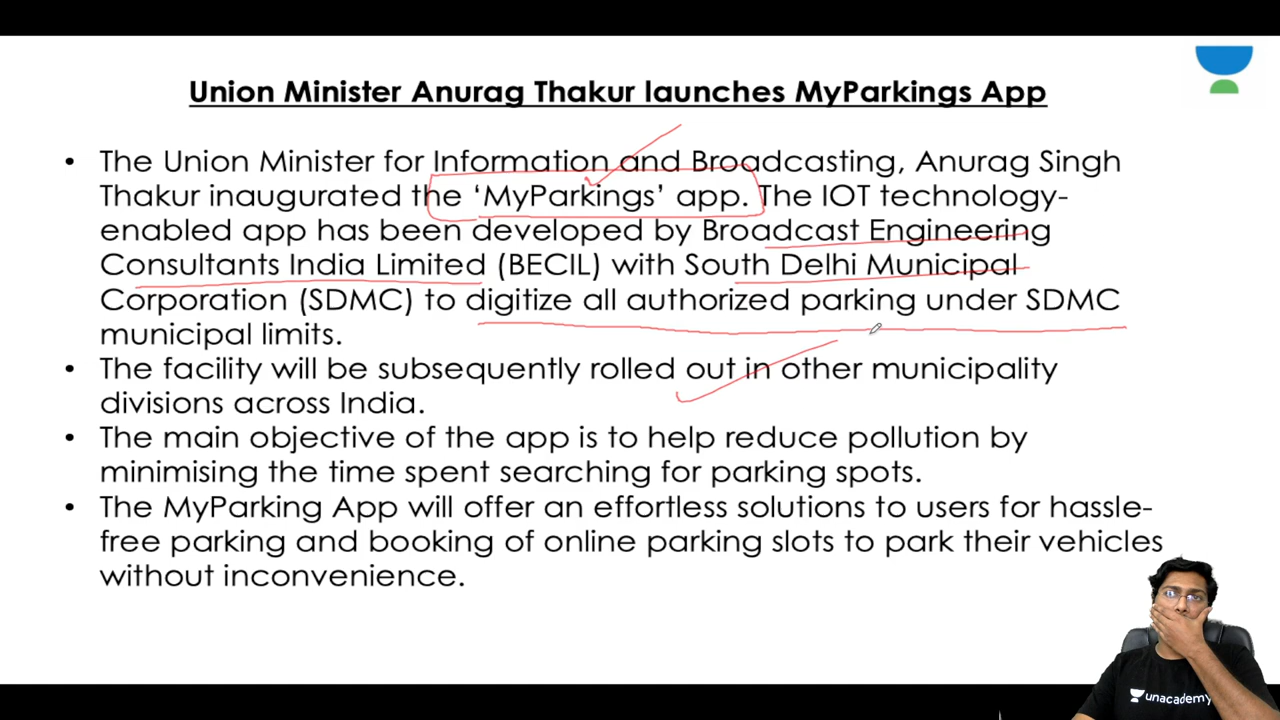 Union Minister Anurag Thakur launches MyParkings App
• The Union Minister for Information and Broadcasting, Anurag Singh
Thakur inaugurated the ‘MyParkings’ app. The IOT technology-
enabled app has been developed by Broadcast Engineering
Consultants India Limited (BECIL) with South Delhi Municipal
Corporation (SDMC) to digitize all authorized parking under SDMC
municipal limits.
• The facility will be subsequently rolled out in other municipality
divisions across India.
• The main objective of the app is to help reduce pollution by
minimising the time spent searching for parking spots.
• The MyParking App will offer an effortless solutions to users for hassle-
free parking and booking of online parking slots to park their vehicles
without inconvenience.
unacademy